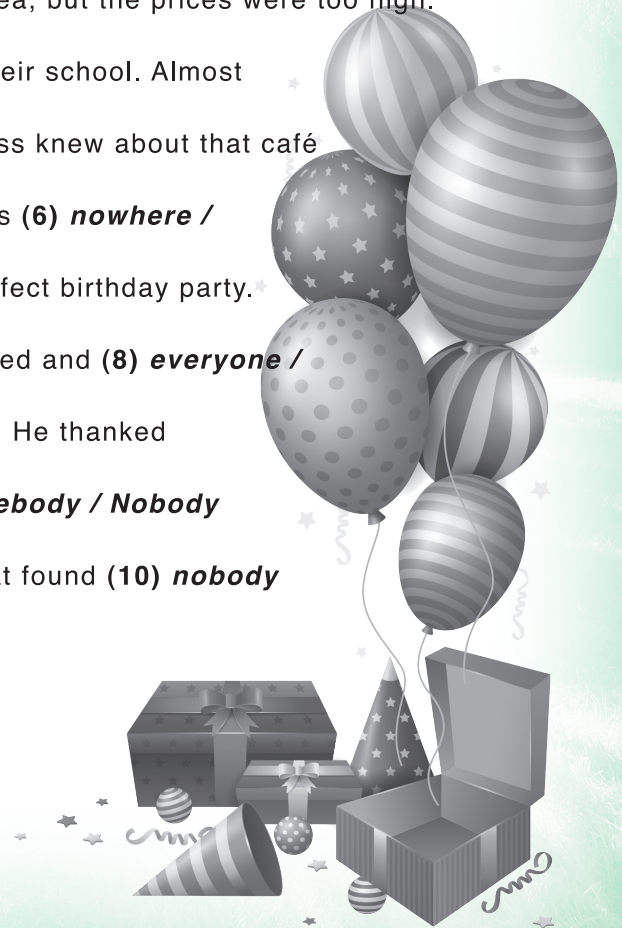 ea, but the prices were too high.
eir school. Almost
ss knew about that café
s (6) nowhere /
fect birthday party.
ed and (8) everyone /
He thanked
ebody / Nobody
t found (10) nobody